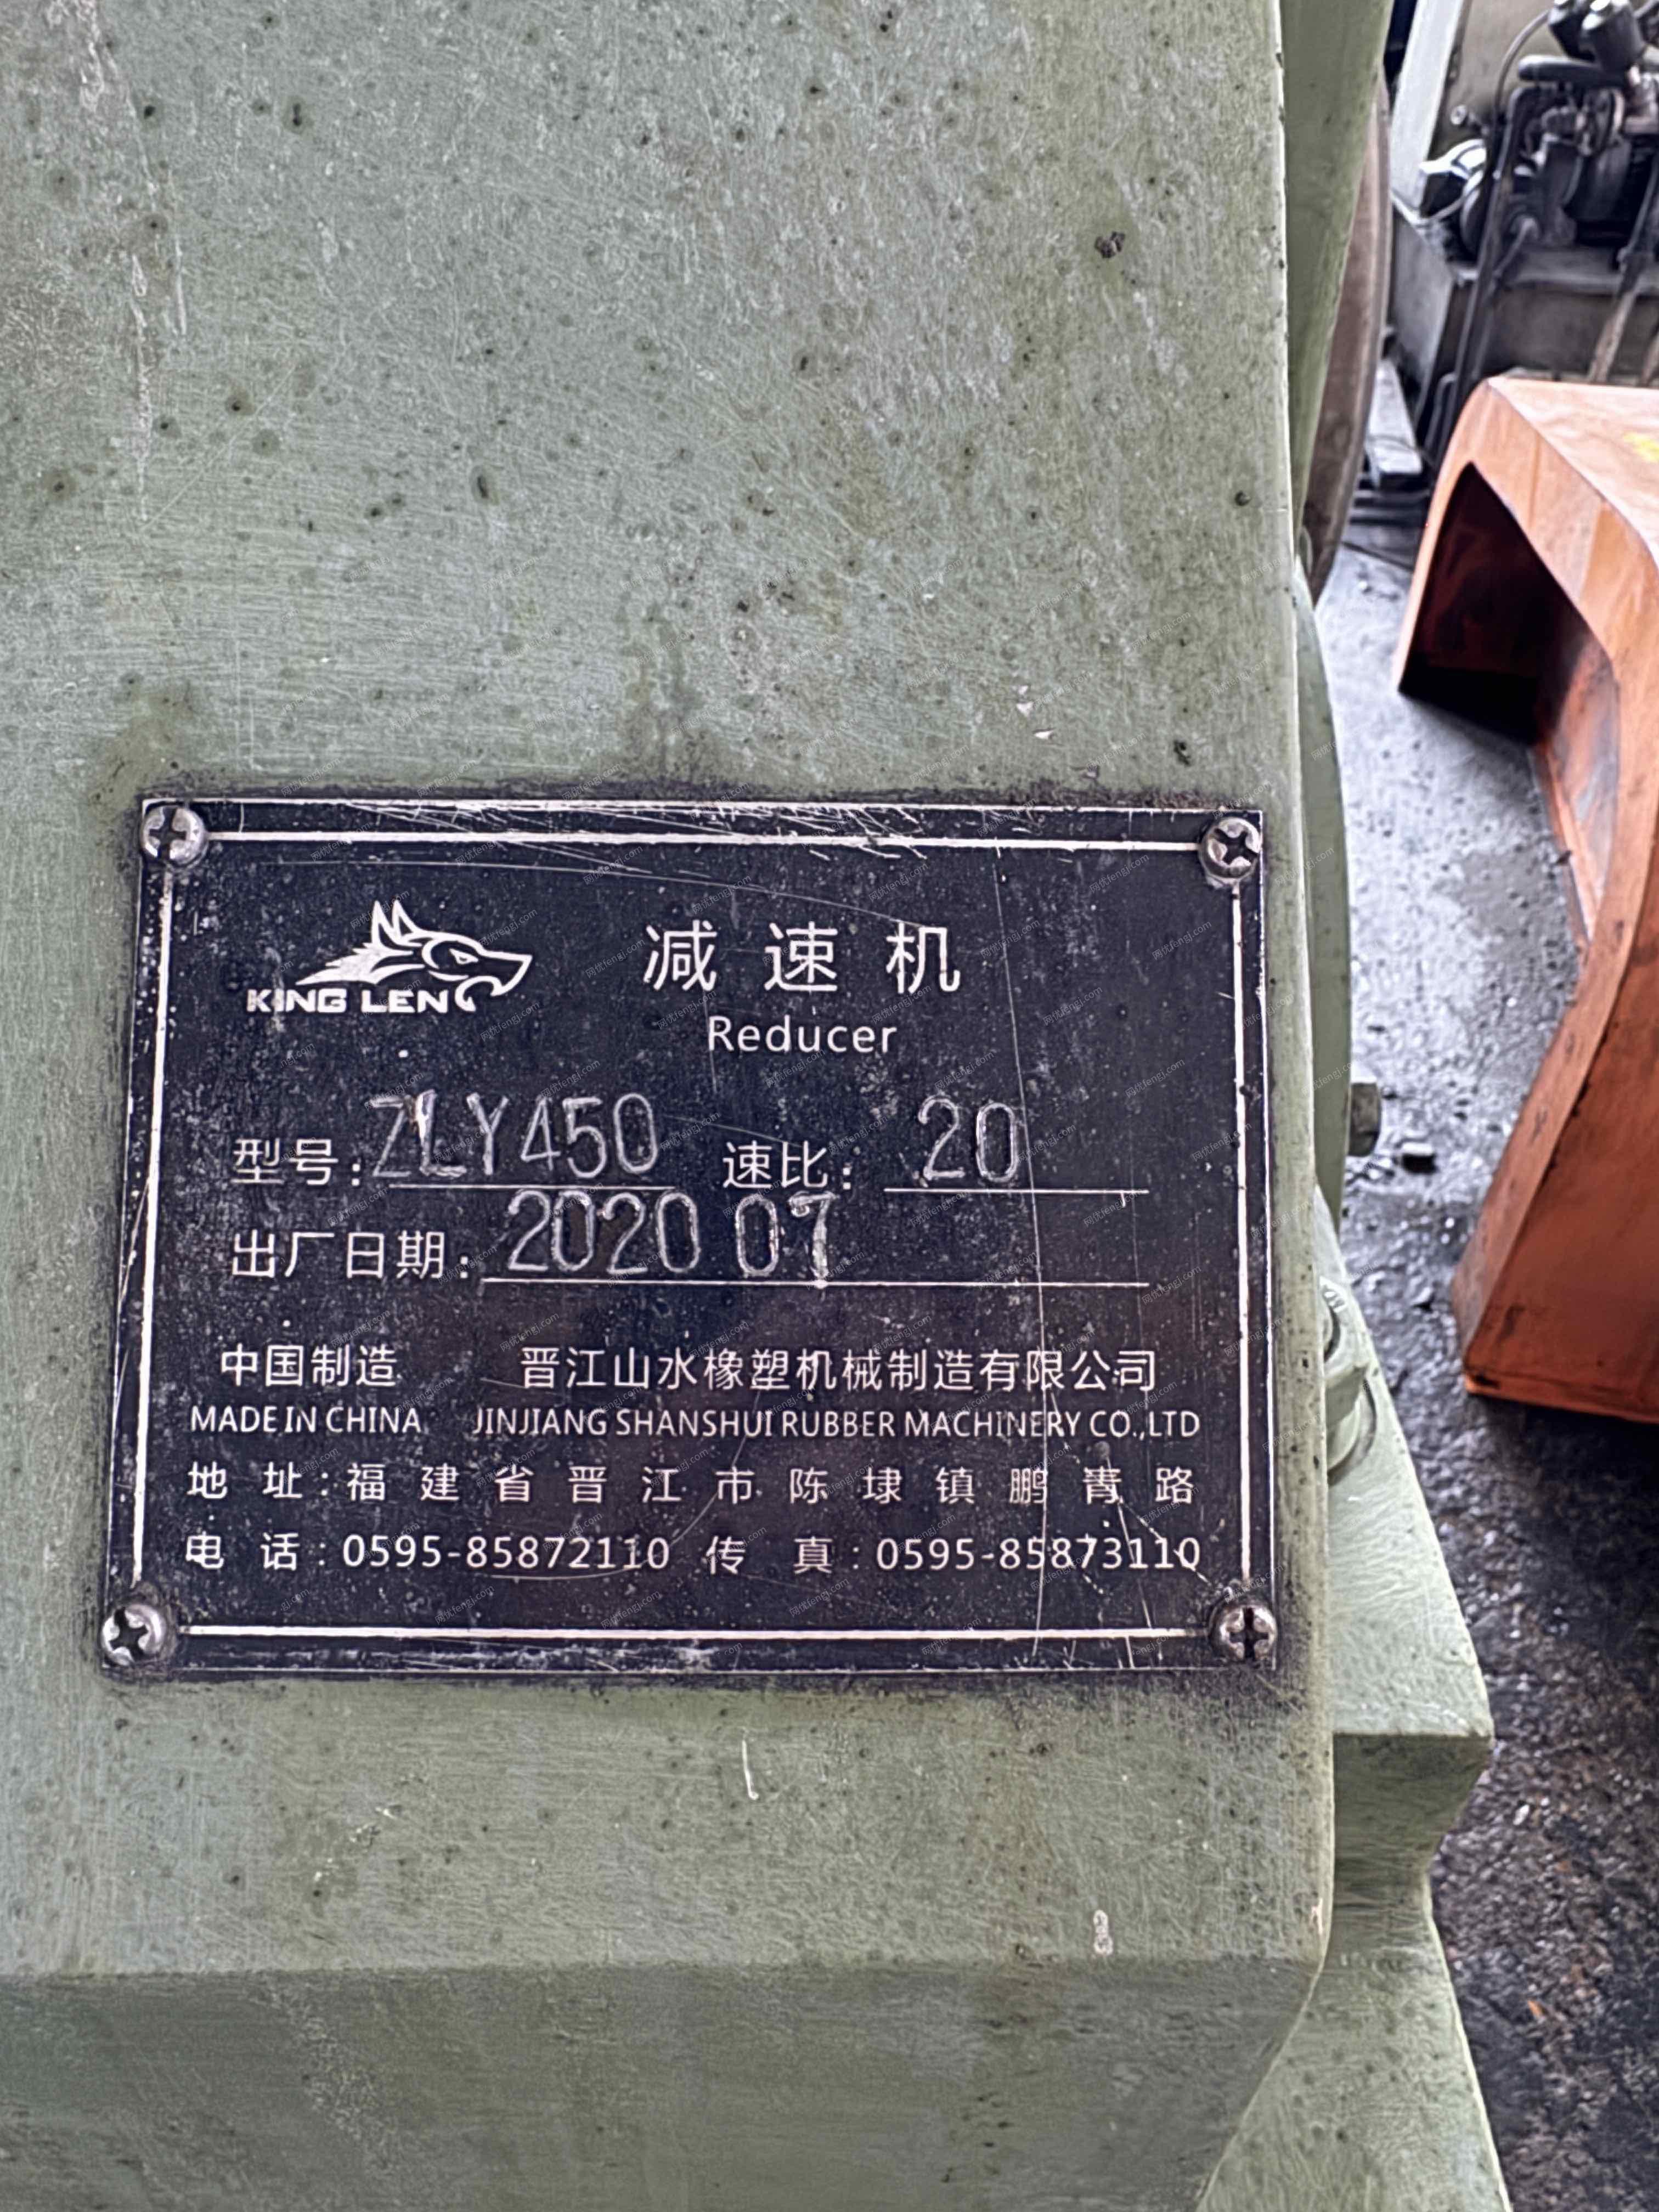 KING LENG
减速机
Reducer
型号: ZLY450 速比: 20
出厂日期: 2020 07
中国制造 晋江山水橡塑机械制造有限公司
MADE IN CHINA JINJIANG SHANSHUI RUBBER MACHINERY CO.,LTD
地 址:福建省晋江市陈埭镇鹏青路
电 话:0595-85872110 传 真:0595-85873110